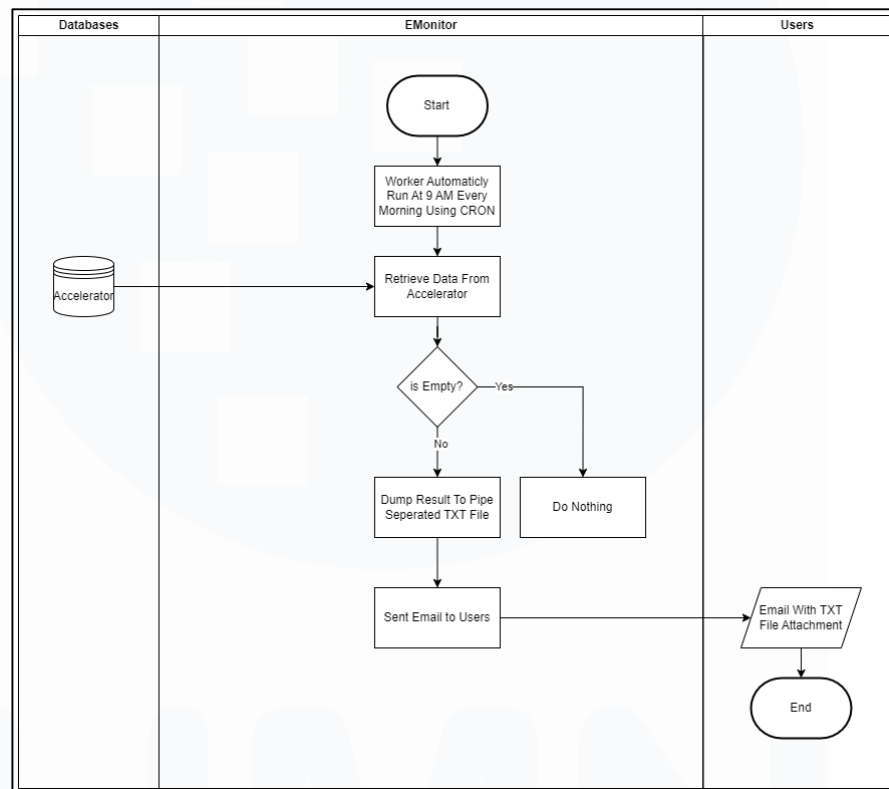 Databases
EMonitor
Users
Start
Worker Automaticly
Run At 9 AM Every
Morning Using CRON
Accelerator
Retrieve Data From
Accelerator
is Empty?
Yes
No
Dump Result To Pipe
Seperated TXT File
Do Nothing
Sent Email to Users
Email With TXT
File Attachment
End